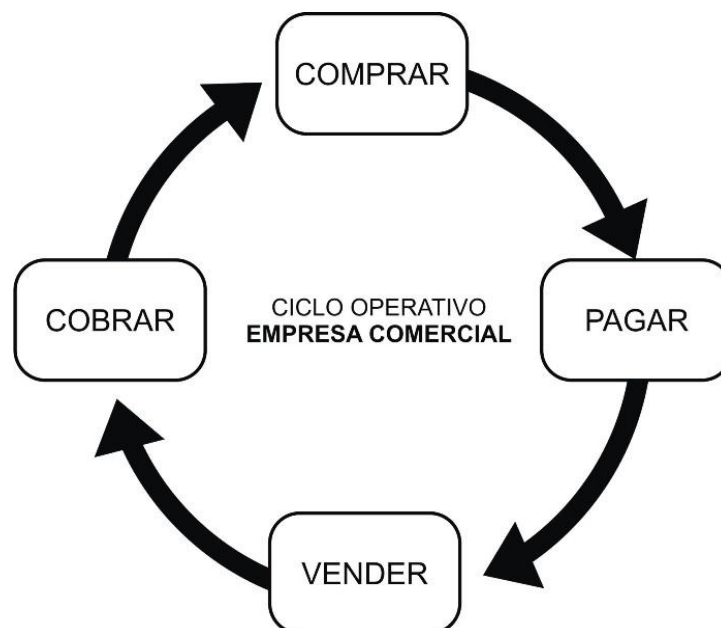 COMPRAR
PAGAR
VENDER
COBRAR
CICLO OPERATIVO
EMPRESA COMERCIAL